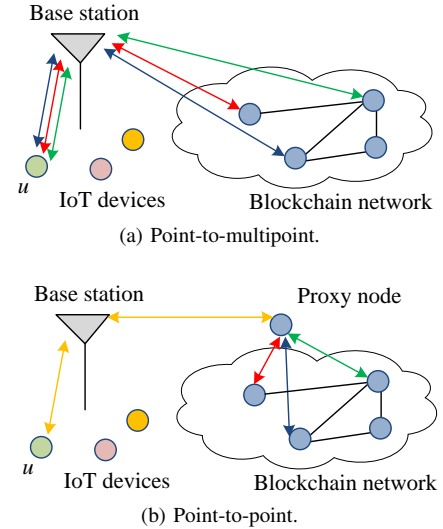 Base station
u
IoT devices
Blockchain network
(a) Point-to-multipoint.
Base station
Proxy node
u
IoT devices
Blockchain network
(b) Point-to-point.